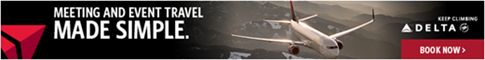 MEETING AND EVENT TRAVEL
MADE SIMPLE.
KEEP CLIMBING
DELTA
BOOK NOW >